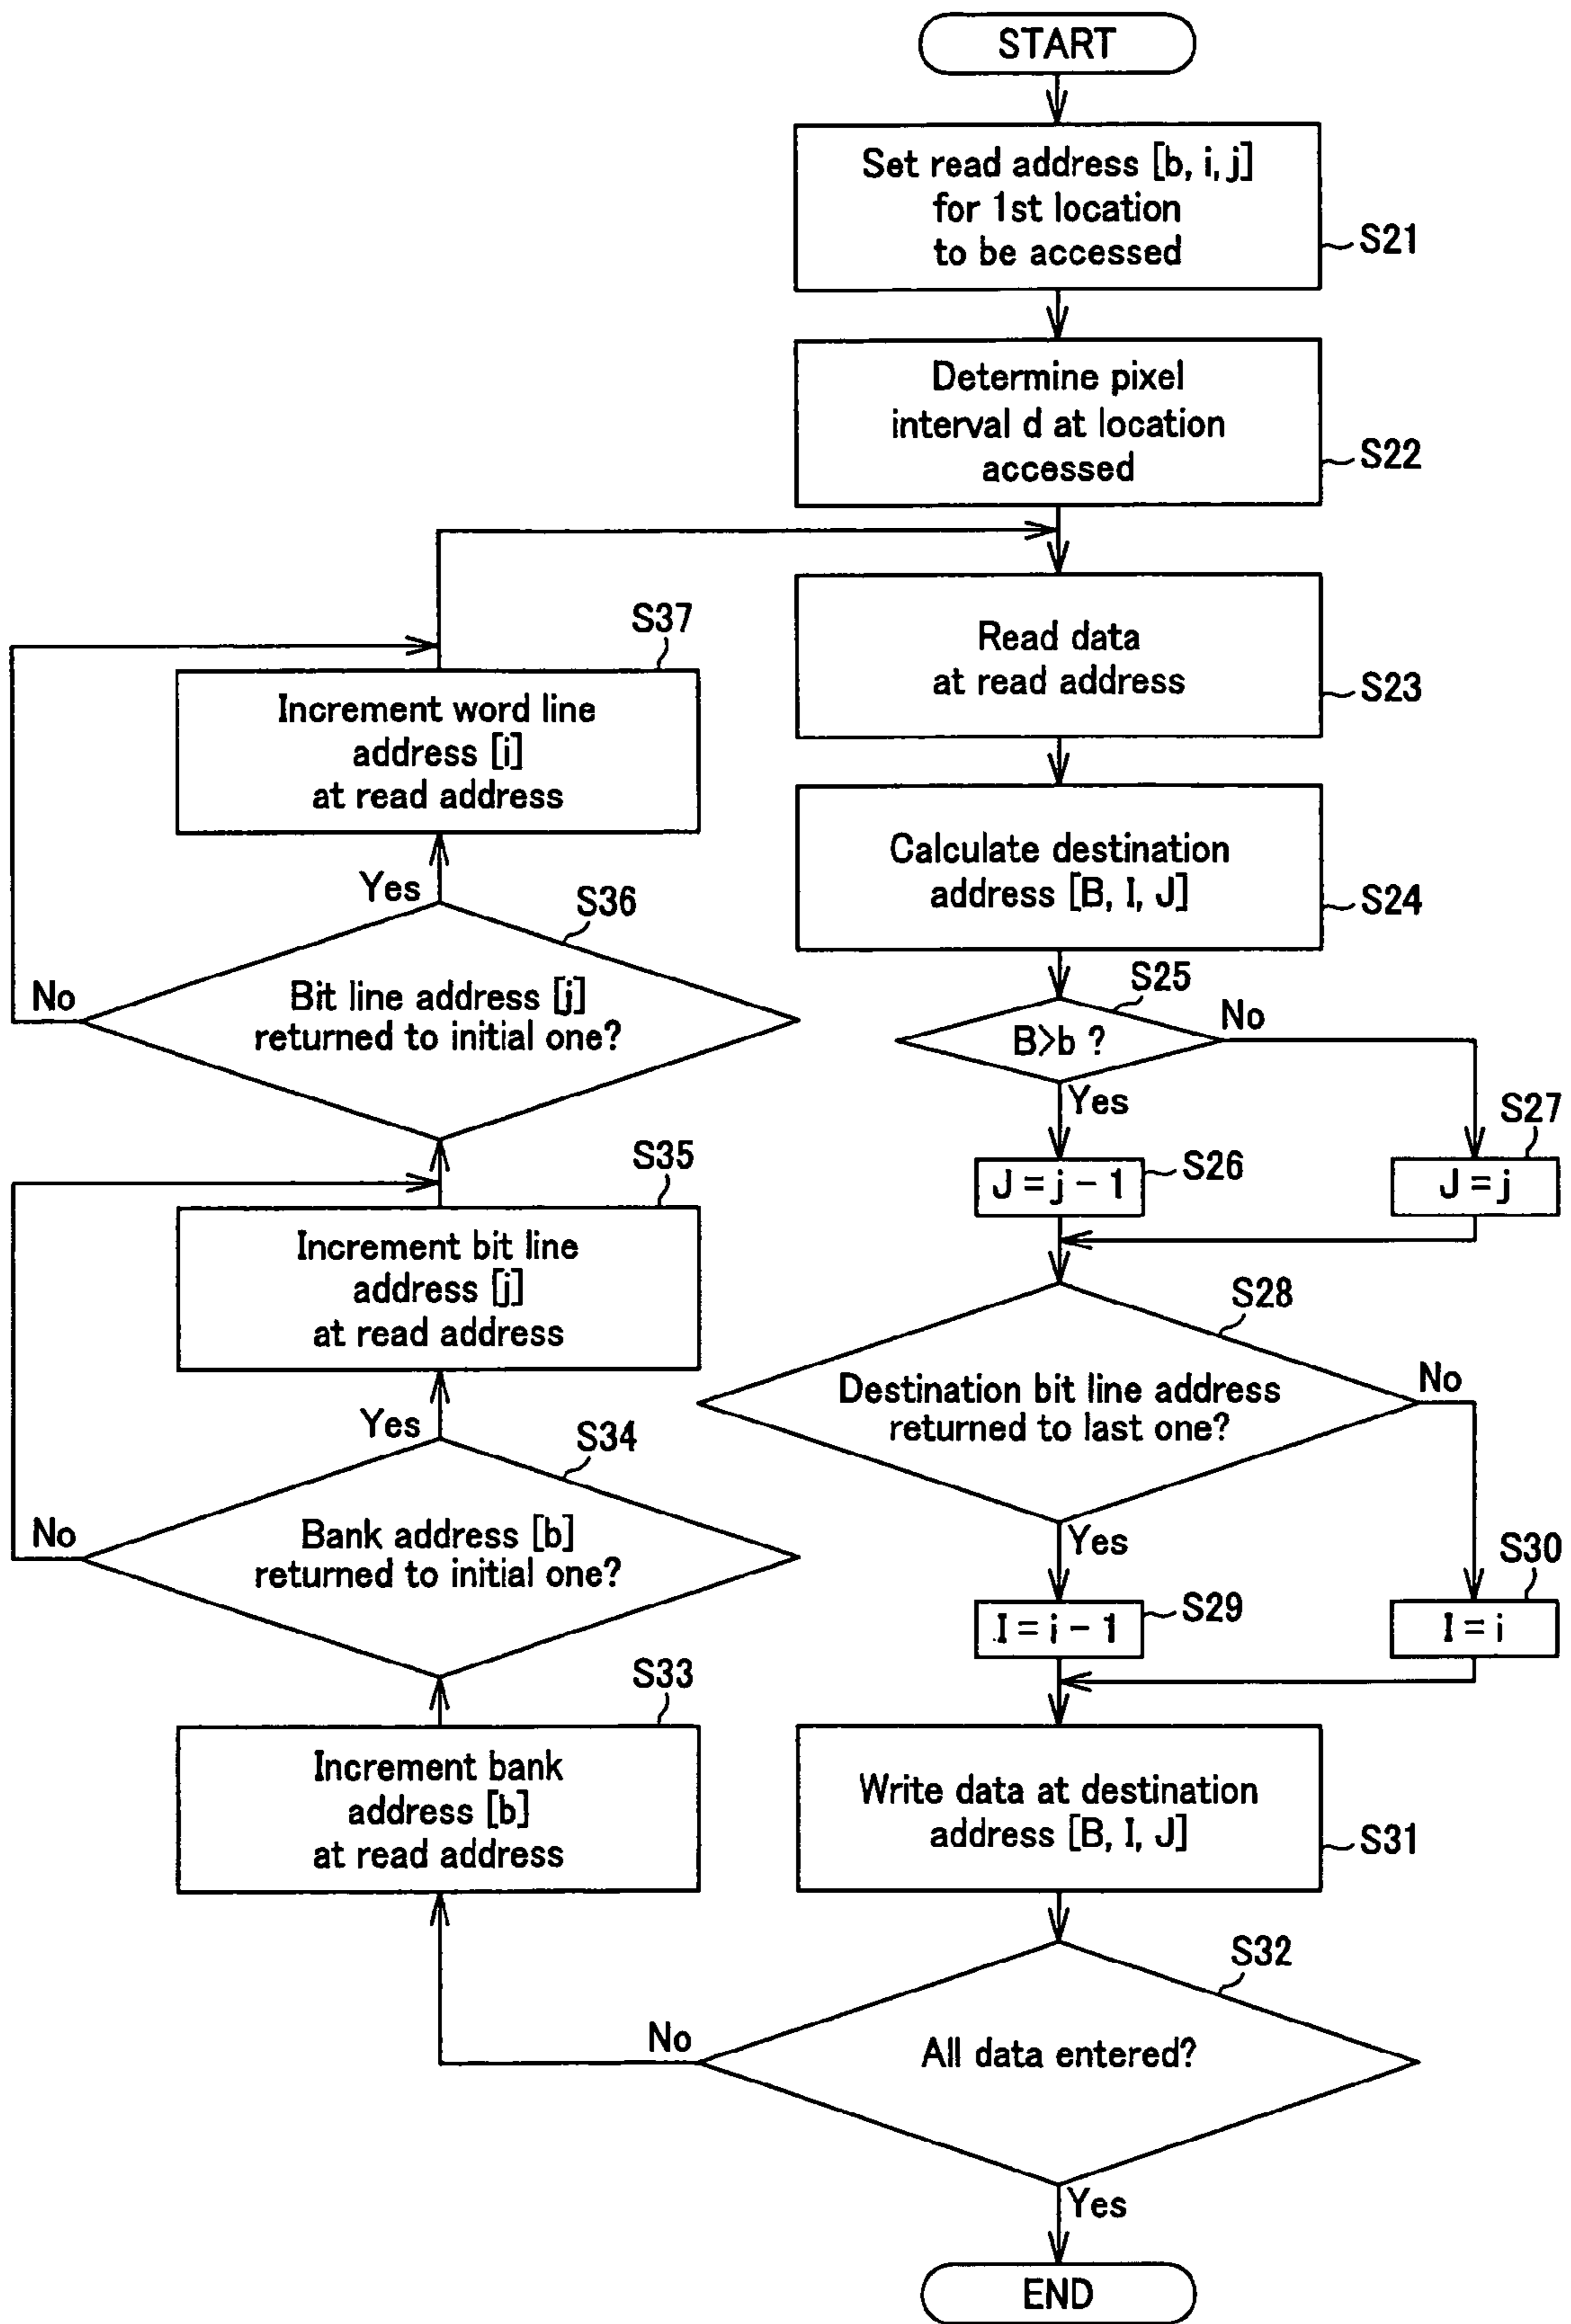 START
Set read address [b, i, j]
for 1st location
to be accessed
S21
Determine pixel
interval d at location
accessed
S22
Read data
at read address
S23
Calculate destination
address [B, I, J]
S24
B>b ?
S25
No
Yes
J = j - 1
S26
J = j
S27
Destination bit line address
returned to last one?
S28
No
Yes
I = i - 1
S29
I = i
S30
Write data at destination
address [B, I, J]
S31
All data entered?
S32
No
Yes
END
Increment bank
address [b]
at read address
S33
Bank address [b]
returned to initial one?
S34
No
Yes
Increment bit line
address [j]
at read address
S35
Bit line address [j]
returned to initial one?
S36
No
Yes
Increment word line
address [i]
at read address
S37